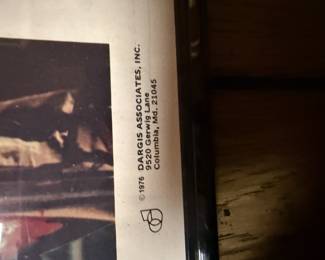 © 1976 DARGIS ASSOCIATES, INC.
9520 Gerwig Lane
Columbia, Md. 21045